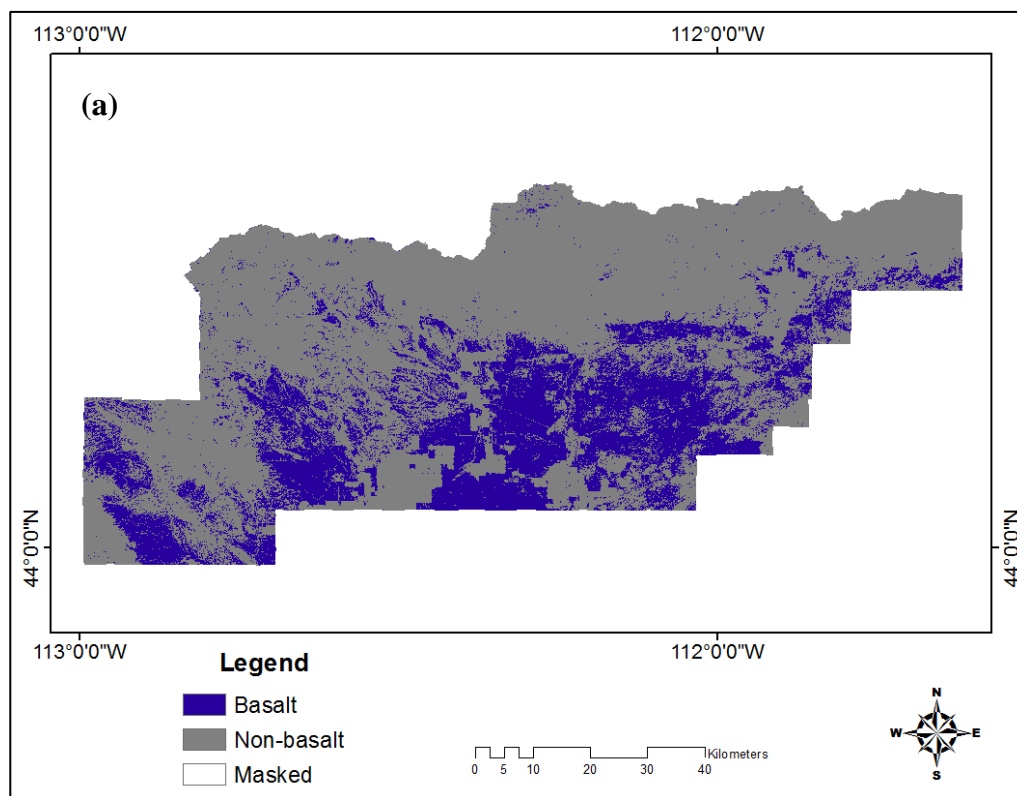 113°0'0"W 112°0'0"W
(a)
44°0'0"N 44°0'0"N
113°0'0"W 112°0'0"W
Legend
Basalt
Non-basalt
Masked
Kilometers
0 5 10 20 30 40
N
W E
S